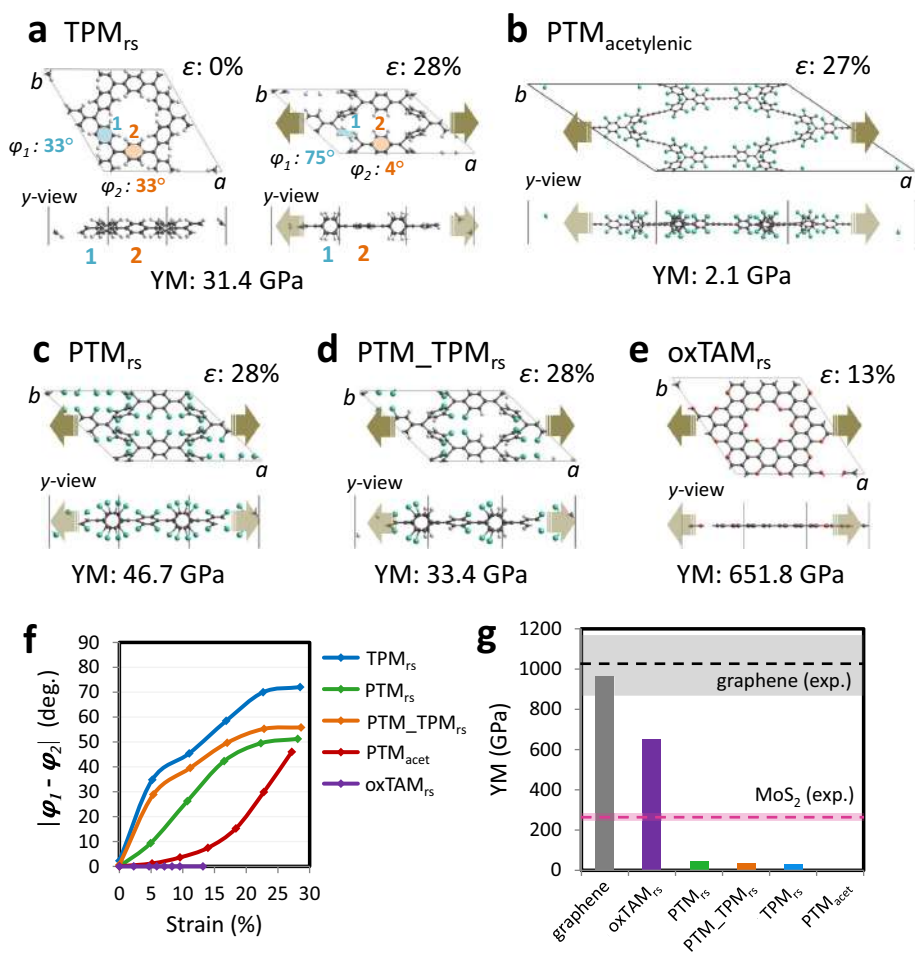 a TPMrs
ε: 0%
ε: 28%
b
b
1
2
1
2
φ1: 33°
φ2: 33°
φ1: 75°
φ2: 4°
a
a
y-view
y-view
1
2
1
2
YM: 31.4 GPa
b PTMacetylenic
ε: 27%
b
a
y-view
YM: 2.1 GPa
c PTMrs
ε: 28%
b
a
y-view
YM: 46.7 GPa
d PTM_TPMrs
ε: 28%
b
a
y-view
YM: 33.4 GPa
e oxTAMrs
ε: 13%
b
a
y-view
YM: 651.8 GPa
f
|φ1 - φ2| (deg.)
90
80
70
60
50
40
30
20
10
0
0 5 10 15 20 25 30
Strain (%)
TPMrs
PTMrs
PTM_TPMrs
PTMacet
oxTAMrs
g
YM (GPa)
1200
1000
800
600
400
200
0
graphene (exp.)
MoS2 (exp.)
graphene
oxTAMrs
PTMrs
PTM_TPMrs
TPMrs
PTMacet